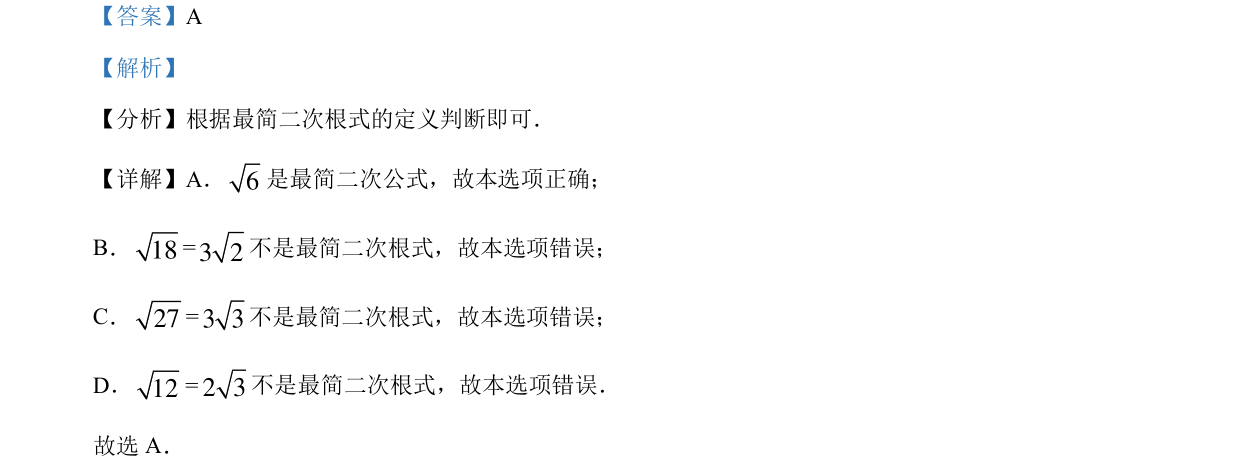 【答案】A
【解析】
【分析】根据最简二次根式的定义判断即可．
【详解】A． √6 是最简二次公式，故本选项正确；
B． √18 =3√2 不是最简二次根式，故本选项错误；
C． √27 =3√3 不是最简二次根式，故本选项错误；
D． √12 =2√3 不是最简二次根式，故本选项错误．
故选 A．